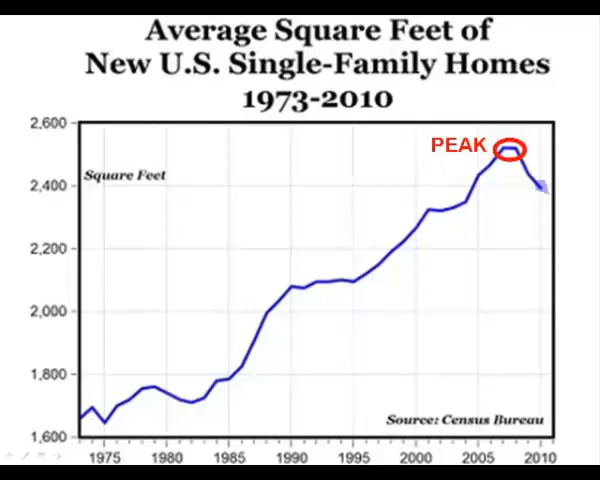 Average Square Feet of
New U.S. Single-Family Homes
1973-2010
2,600
PEAK
Square Feet
2,400
2,200
2,000
1,800
Source: Census Bureau
1,600
1975 1980 1985 1990 1995 2000 2005 2010